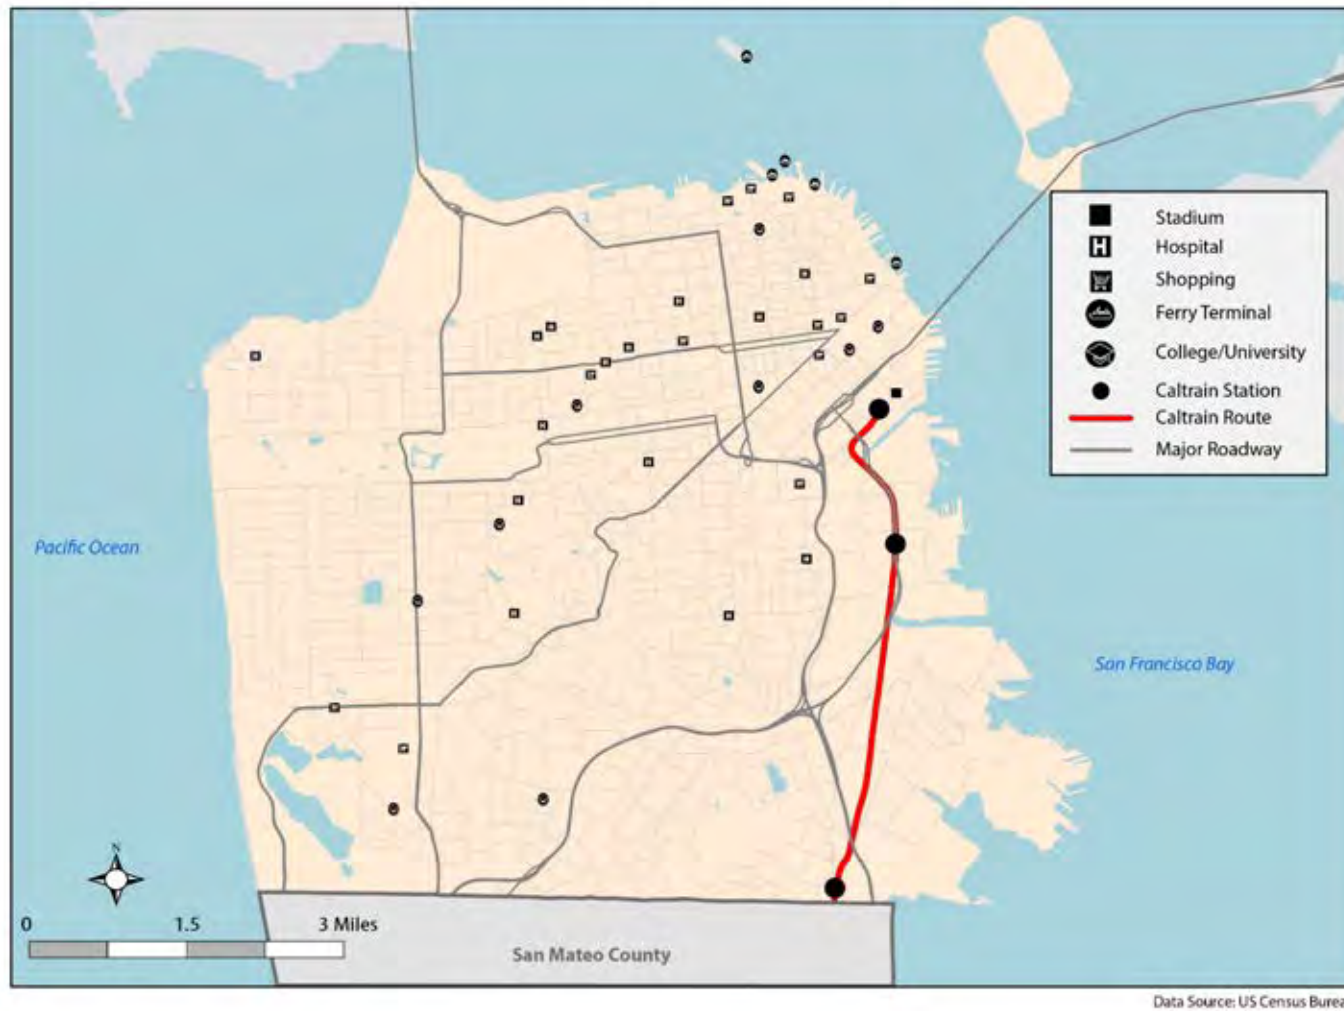 Stadium
Hospital
Shopping
Ferry Terminal
College/University
Caltrain Station
Caltrain Route
Major Roadway
Pacific Ocean
San Francisco Bay
N
0 1.5 3 Miles
San Mateo County
Data Source: US Census Burea